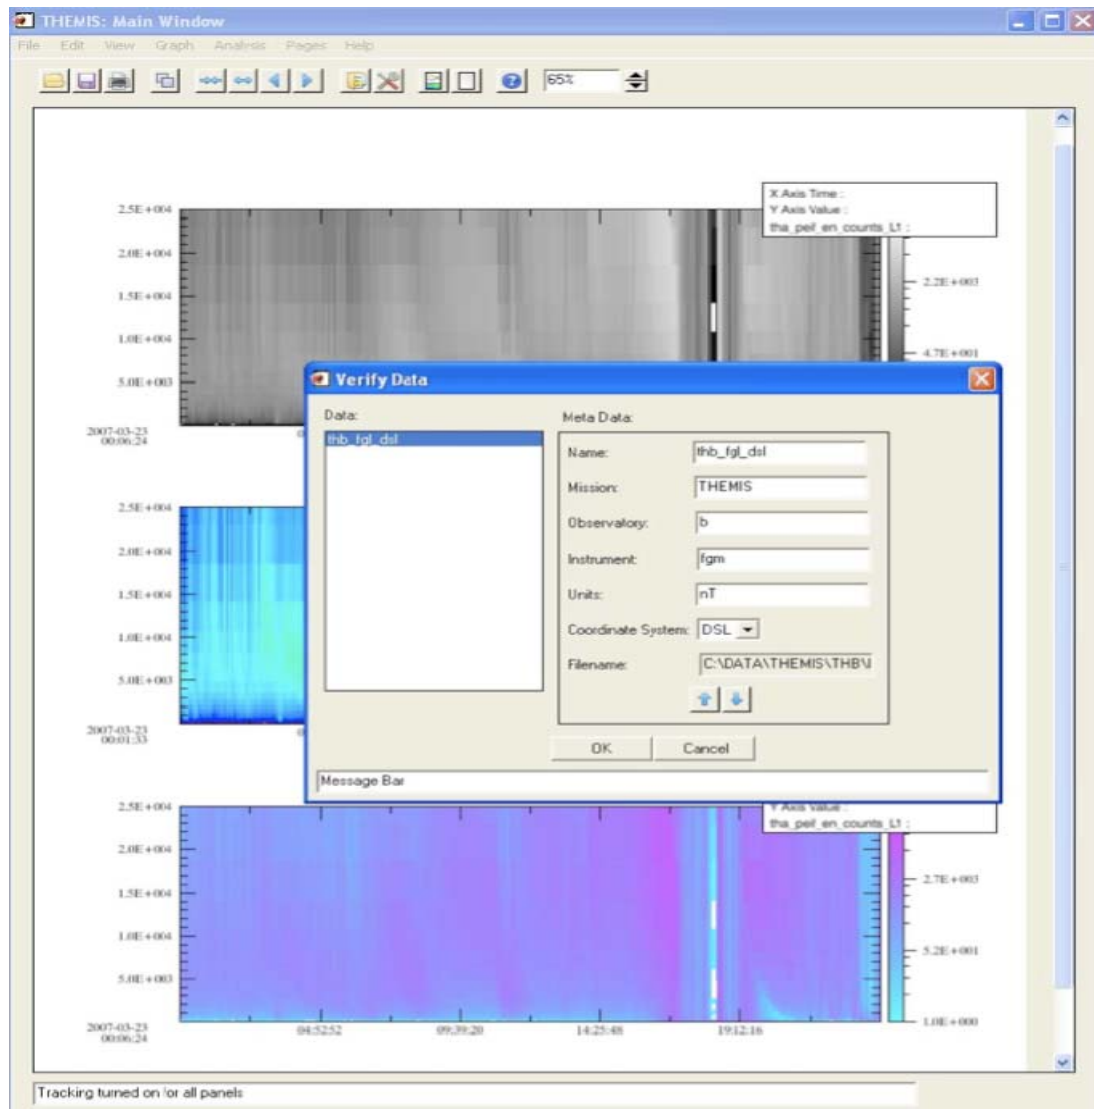 THEMIS: Main Window
File Edit View Graph Analysis Pages Help
65%
X Axis Time :
Y Axis Value :
tha_peif_en_counts_L1 :
2.5E+004
2.0E+004
1.5E+004
1.0E+004
5.0E+003
2007-03-23
00:06:24
2.2E+003
4.7E+001
2.5E+004
2.0E+004
1.5E+004
1.0E+004
5.0E+003
2007-03-23
00:01:33
Verify Data
Data:
thb_fgl_dsl
Meta Data:
Name: thb_fgl_dsl
Mission: THEMIS
Observatory: b
Instrument: fgm
Units: nT
Coordinate System: DSL
Filename: C:\DATA\THEMIS\THB\
OK Cancel
Message Bar
Y Axis Value :
tha_peif_en_counts_L1 :
2.5E+004
2.0E+004
1.5E+004
1.0E+004
5.0E+003
2007-03-23
00:06:24
04:52:52 09:39:20 14:25:48 19:12:16
2.7E+003
5.2E+001
1.0E+000
Tracking turned on for all panels